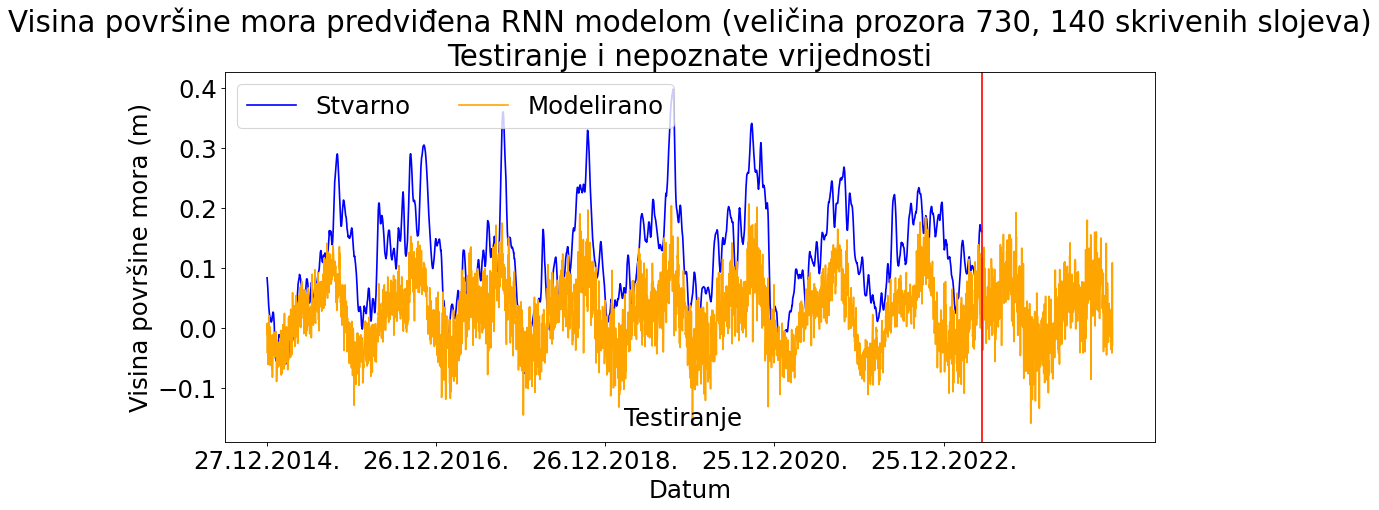 Visina površine mora predviđena RNN modelom (veličina prozora 730, 140 skrivenih slojeva)
Testiranje i nepoznate vrijednosti
Stvarno
Modelirano
Visina površine mora (m)
0.4
0.3
0.2
0.1
0.0
−0.1
Testiranje
27.12.2014.
26.12.2016.
26.12.2018.
25.12.2020.
25.12.2022.
Datum